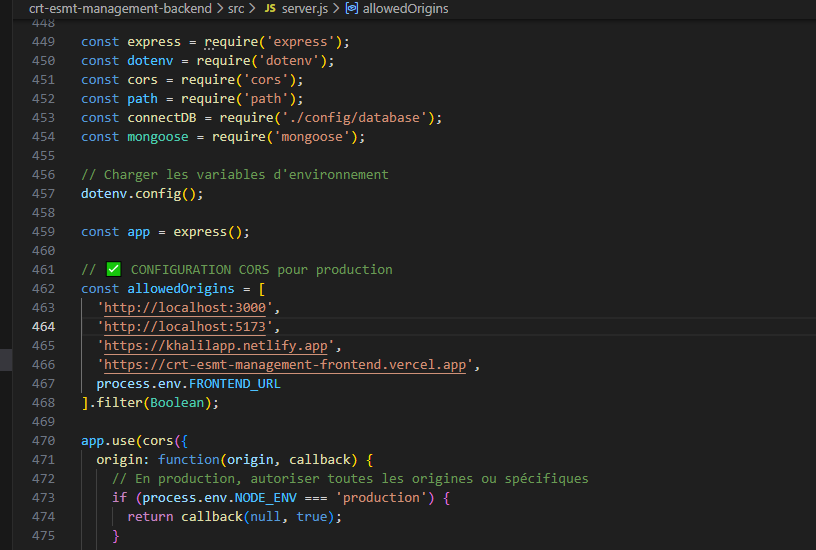 crt-esmt-management-backend > src > JS server.js > allowedOrigins
448
449 const express = require('express');
450 const dotenv = require('dotenv');
451 const cors = require('cors');
452 const path = require('path');
453 const connectDB = require('./config/database');
454 const mongoose = require('mongoose');
455
456 // Charger les variables d'environnement
457 dotenv.config();
458
459 const app = express();
460
461 // ✅ CONFIGURATION CORS pour production
462 const allowedOrigins = [
463   'http://localhost:3000',
464   'http://localhost:5173',
465   'https://khalilapp.netlify.app',
466   'https://crt-esmt-management-frontend.vercel.app',
467   process.env.FRONTEND_URL
468 ].filter(Boolean);
469
470 app.use(cors({
471   origin: function(origin, callback) {
472     // En production, autoriser toutes les origines ou spécifiques
473     if (process.env.NODE_ENV === 'production') {
474       return callback(null, true);
475     }